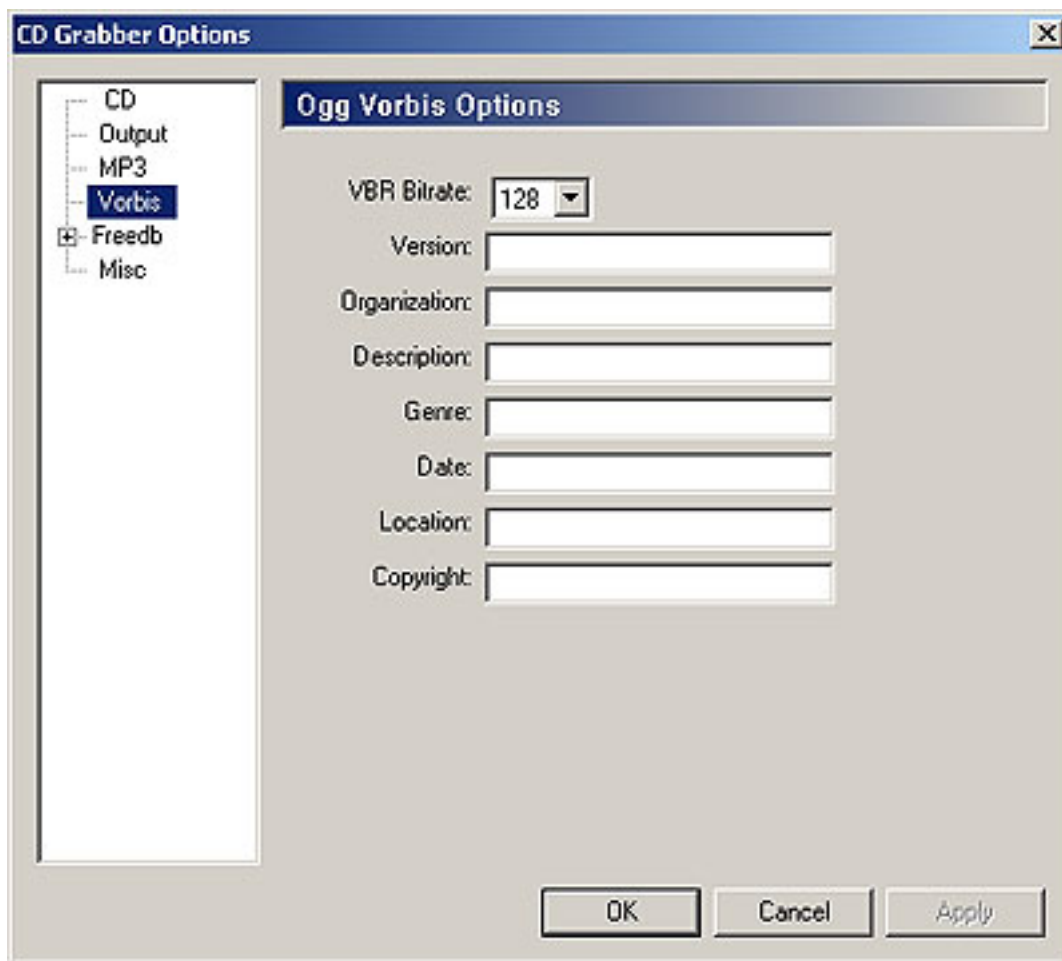 CD Grabber Options
CD
Output
MP3
Vorbis
Freedb
Misc
Ogg Vorbis Options
VBR Bitrate: 128
Version:
Organization:
Description:
Genre:
Date:
Location:
Copyright:
OK Cancel Apply